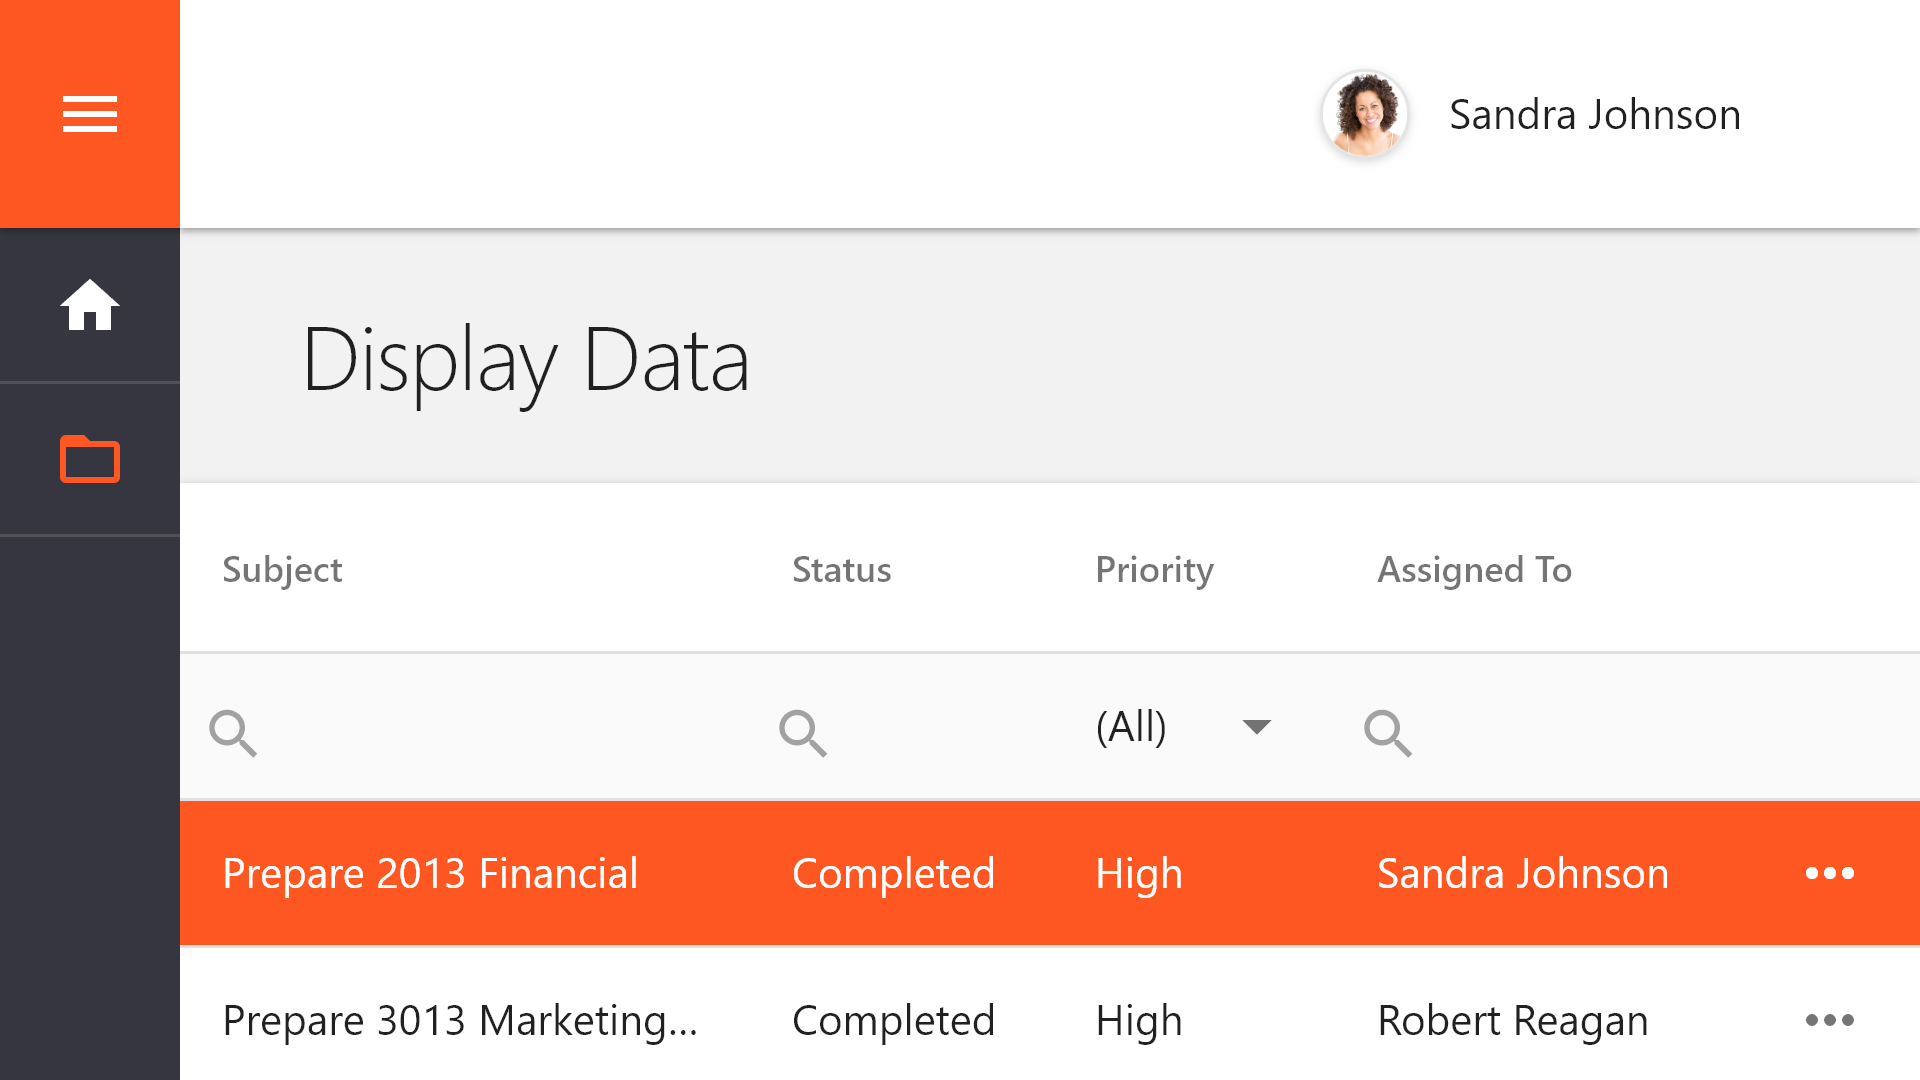 Sandra Johnson
Display Data
Subject Status Priority Assigned To
(All)
Prepare 2013 Financial Completed High Sandra Johnson
Prepare 3013 Marketing... Completed High Robert Reagan